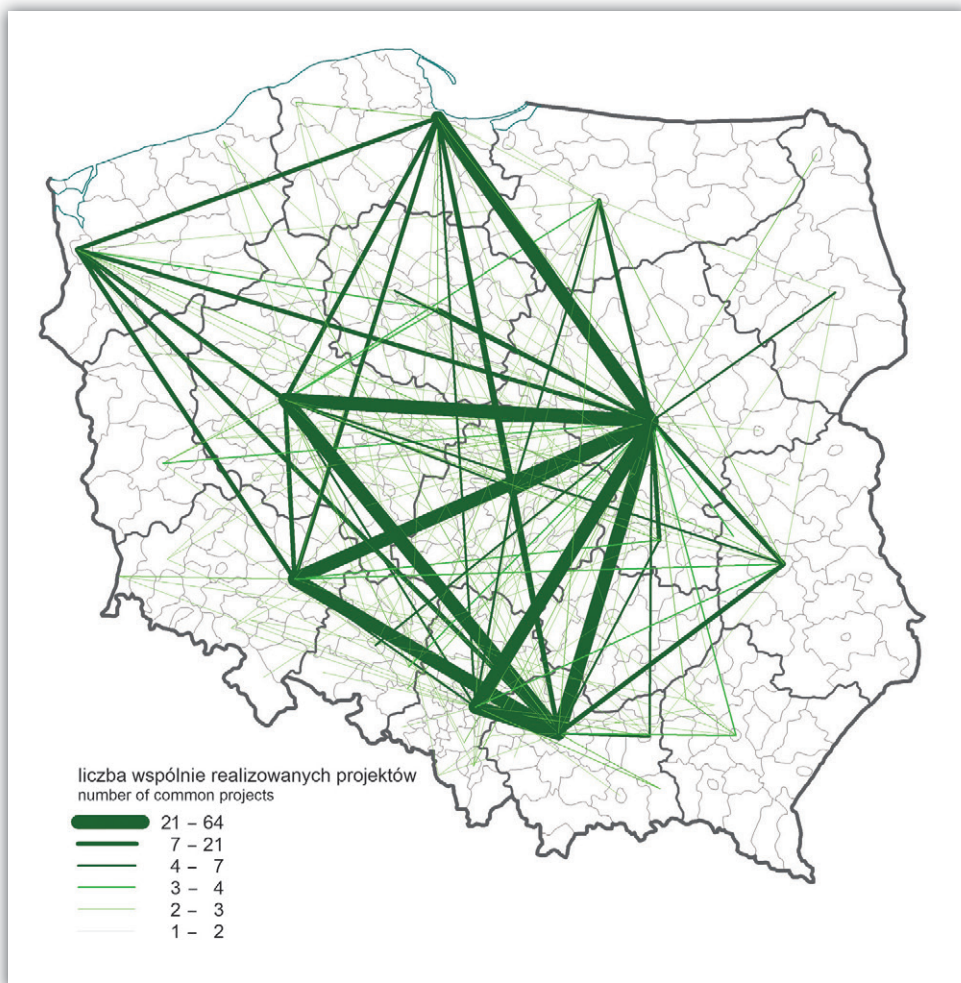 liczba wspólnie realizowanych projektów
number of common projects
21 – 64
7 – 21
4 – 7
3 – 4
2 – 3
1 – 2